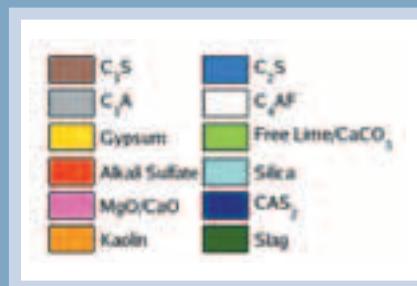 C₃S C₂S
C₃A C₄AF
Gypsum Free Lime/CaCO₃
Alkali Sulfate Silica
MgO/CaO CAS₂
Kaolin Slag